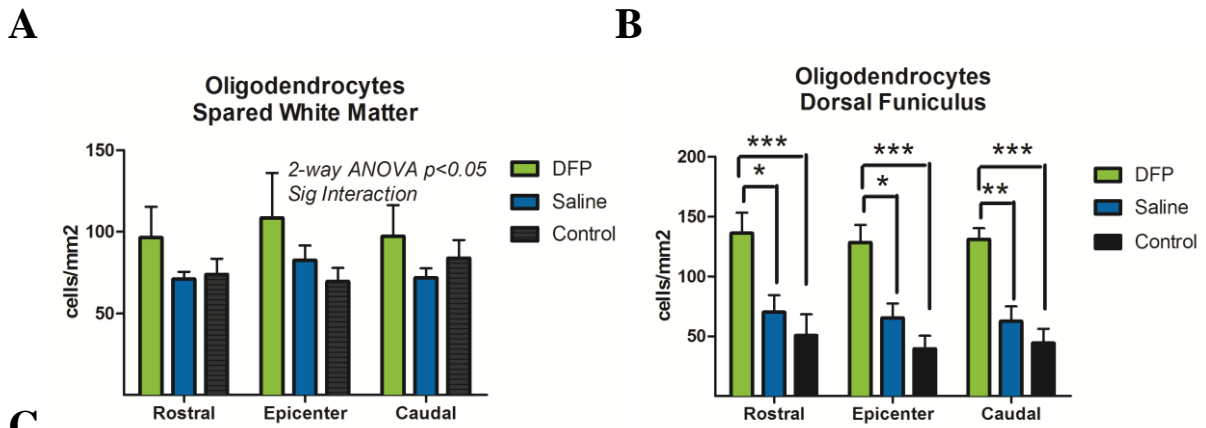 A
Oligodendrocytes
Spared White Matter
150
100
50
cells/mm2
2-way ANOVA p<0.05
Sig Interaction
DFP
Saline
Control
Rostral Epicenter Caudal
B
Oligodendrocytes
Dorsal Funiculus
200
150
100
50
cells/mm2
*** *** ***
* * **
DFP
Saline
Control
Rostral Epicenter Caudal
C